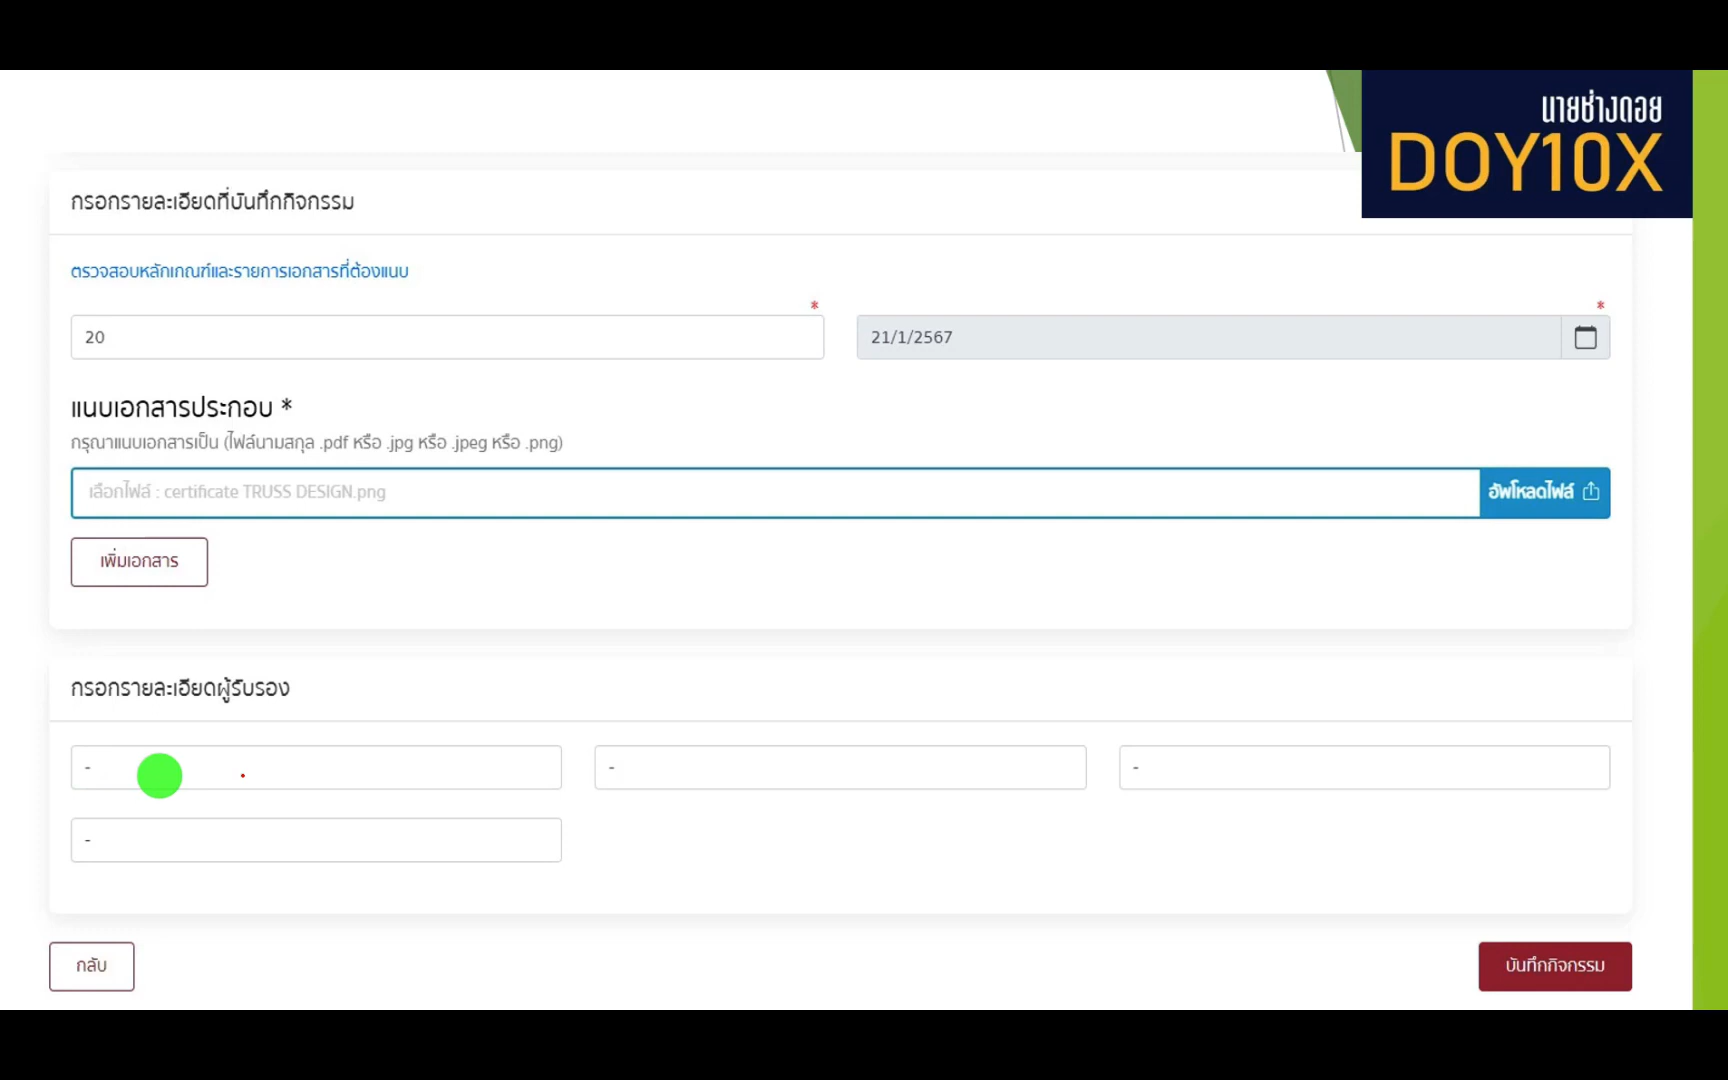 นายช่างดอย
DOY10X
กรอกรายละเอียดที่บันทึกกิจกรรม
ตรวจสอบหลักเกณฑ์และรายการเอกสารที่ต้องแนบ
* *
20 21/1/2567
แนบเอกสารประกอบ *
กรุณาแนบเอกสารเป็น (ไฟล์นามสกุล .pdf หรือ .jpg หรือ .jpeg หรือ .png)
เลือกไฟล์ : certificate TRUSS DESIGN.png อัพโหลดไฟล์
เพิ่มเอกสาร
กรอกรายละเอียดผู้รับรอง
- - -
-
กลับ บันทึกกิจกรรม